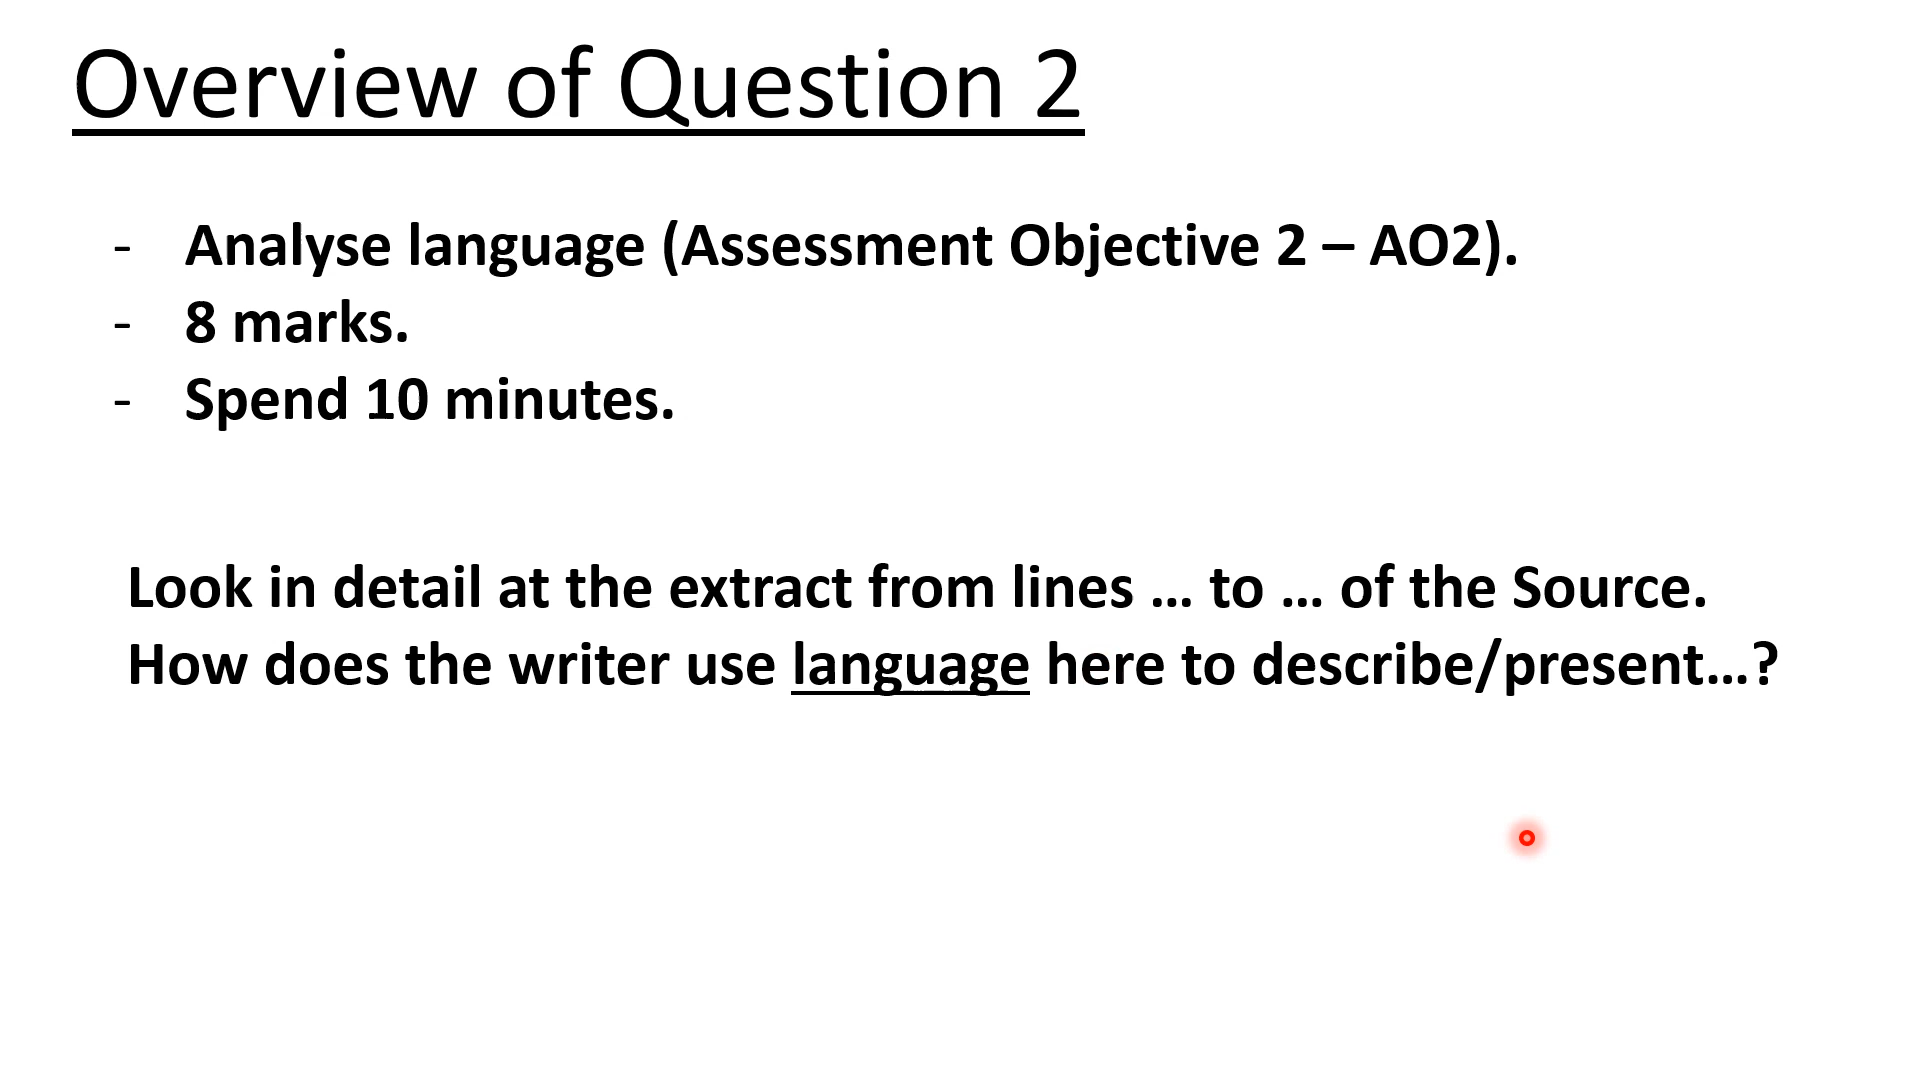 Overview of Question 2
- Analyse language (Assessment Objective 2 – AO2).
- 8 marks.
- Spend 10 minutes.
Look in detail at the extract from lines … to … of the Source.
How does the writer use language here to describe/present…?